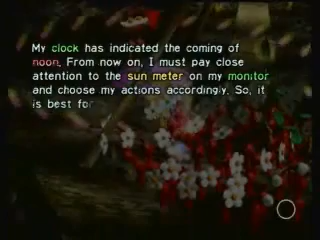 My clock has indicated the coming of
noon. From now on, I must pay close
attention to the sun meter on my monitor
and choose my actions accordingly. So, it
is best for